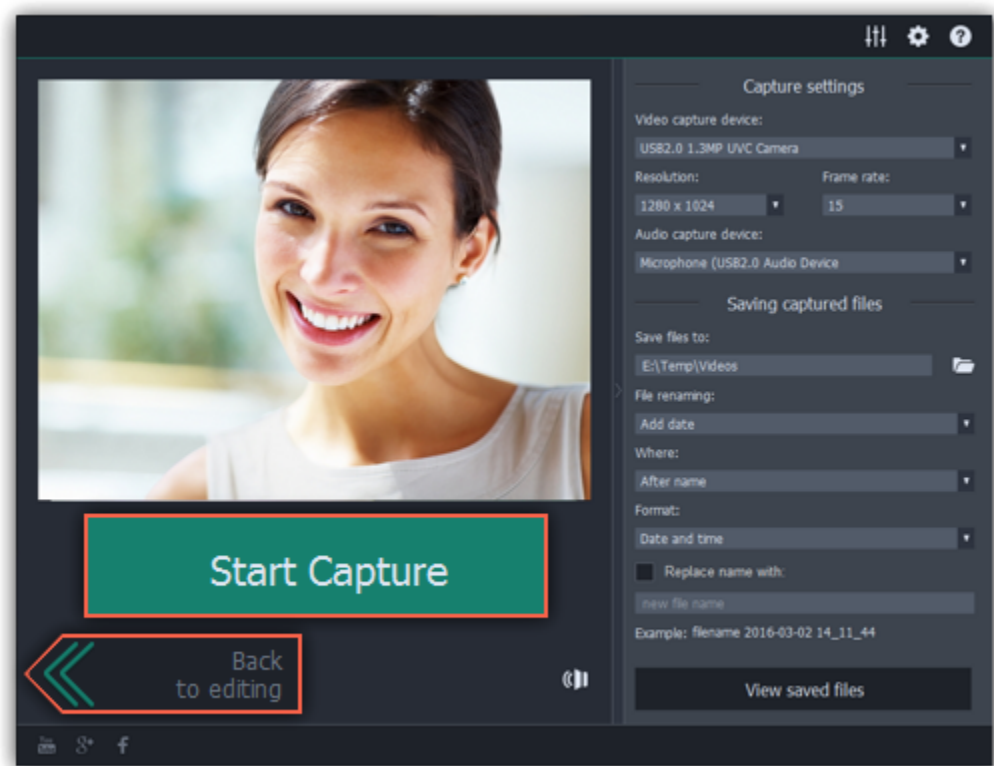 Capture settings
Video capture device:
USB2.0 1.3MP UVC Camera
Resolution: Frame rate:
1280 x 1024 15
Audio capture device:
Microphone (USB2.0 Audio Device
Saving captured files
Save files to:
E:\Temp\Videos
File renaming:
Add date
Where:
After name
Format:
Date and time
Replace name with:
new file name
Example: filename 2016-03-02 14_11_44
View saved files
Start Capture
Back
to editing